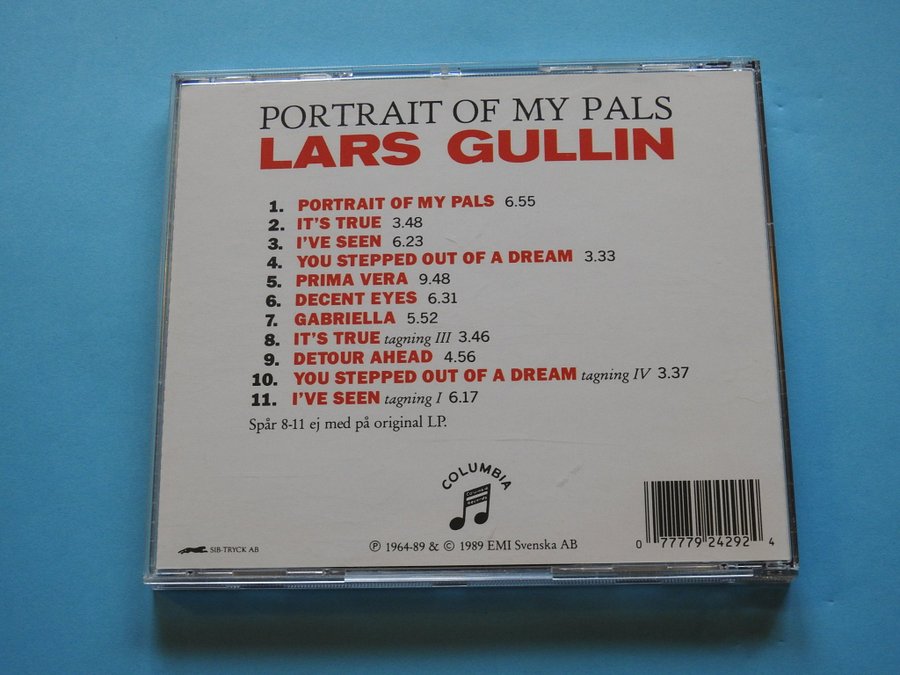 PORTRAIT OF MY PALS
LARS GULLIN
1. PORTRAIT OF MY PALS 6.55
2. IT'S TRUE 3.48
3. I'VE SEEN 6.23
4. YOU STEPPED OUT OF A DREAM 3.33
5. PRIMA VERA 9.48
6. DECENT EYES 6.31
7. GABRIELLA 5.52
8. IT'S TRUE tagning III 3.46
9. DETOUR AHEAD 4.56
10. YOU STEPPED OUT OF A DREAM tagning IV 3.37
11. I'VE SEEN tagning I 6.17
Spår 8-11 ej med på original LP.
COLUMBIA
SIB-TRYCK AB
℗ 1964-89 & © 1989 EMI Svenska AB
0 77779 24292 4